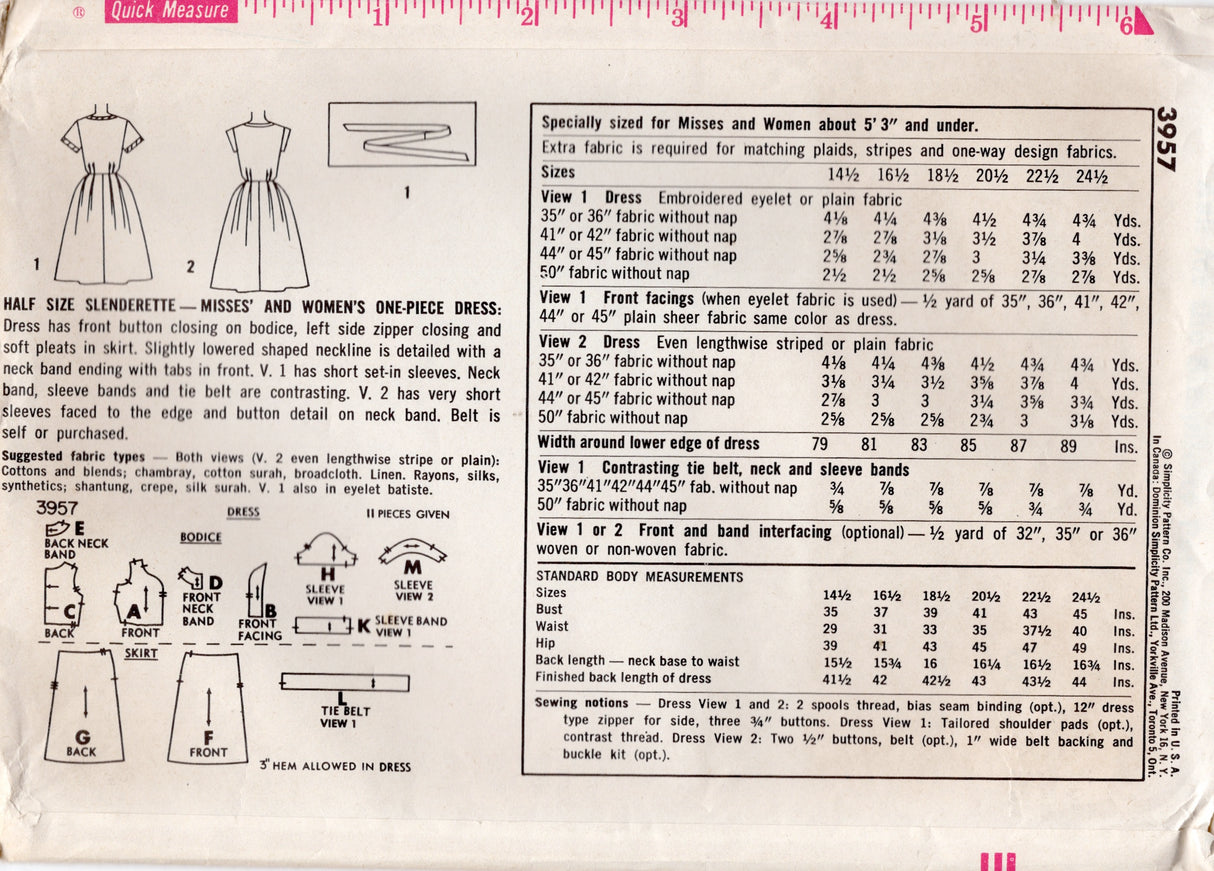 ® Quick Measure 1 2 3 4 5 6
1
2
1
HALF SIZE SLENDERETTE — MISSES' AND WOMEN'S ONE-PIECE DRESS:
Dress has front button closing on bodice, left side zipper closing and
soft pleats in skirt. Slightly lowered shaped neckline is detailed with a
neck band ending with tabs in front. V. 1 has short set-in sleeves. Neck
band, sleeve bands and tie belt are contrasting. V. 2 has very short
sleeves faced to the edge and button detail on neck band. Belt is
self or purchased.
Suggested fabric types — Both views (V. 2 even lengthwise stripe or plain):
Cottons and blends; chambray, cotton surah, broadcloth. Linen. Rayons, silks,
synthetics; shantung, crepe, silk surah. V. 1 also in eyelet batiste.
3957
DRESS
11 PIECES GIVEN
E
BACK NECK
BAND
BODICE
C
BACK
A
FRONT
D
FRONT
NECK
BAND
B
FRONT
FACING
H
SLEEVE
VIEW 1
M
SLEEVE
VIEW 2
K SLEEVE BAND
VIEW 1
SKIRT
G
BACK
F
FRONT
L
TIE BELT
VIEW 1
3" HEM ALLOWED IN DRESS
Specially sized for Misses and Women about 5' 3" and under.
Extra fabric is required for matching plaids, stripes and one-way design fabrics.
Sizes 14½ 16½ 18½ 20½ 22½ 24½
View 1 Dress Embroidered eyelet or plain fabric
35" or 36" fabric without nap 4⅛ 4¼ 4⅜ 4½ 4¾ 4¾ Yds.
41" or 42" fabric without nap 2⅞ 2⅞ 3⅛ 3½ 3⅞ 4 Yds.
44" or 45" fabric without nap 2⅝ 2¾ 2⅞ 3 3¼ 3⅜ Yds.
50" fabric without nap 2½ 2½ 2⅝ 2⅝ 2⅞ 2⅞ Yds.
View 1 Front facings (when eyelet fabric is used) — ½ yard of 35", 36", 41", 42",
44" or 45" plain sheer fabric same color as dress.
View 2 Dress Even lengthwise striped or plain fabric
35" or 36" fabric without nap 4⅛ 4¼ 4⅜ 4½ 4¾ 4¾ Yds.
41" or 42" fabric without nap 3⅛ 3¼ 3½ 3⅝ 3⅞ 4 Yds.
44" or 45" fabric without nap 2⅞ 3 3 3¼ 3⅝ 3¾ Yds.
50" fabric without nap 2⅝ 2⅝ 2⅝ 2¾ 3 3⅛ Yds.
Width around lower edge of dress 79 81 83 85 87 89 Ins.
View 1 Contrasting tie belt, neck and sleeve bands
35"36"41"42"44"45" fab. without nap ¾ ⅞ ⅞ ⅞ ⅞ ⅞ Yd.
50" fabric without nap ⅝ ⅝ ⅝ ⅝ ¾ ¾ Yd.
View 1 or 2 Front and band interfacing (optional) — ½ yard of 32", 35" or 36"
woven or non-woven fabric.
STANDARD BODY MEASUREMENTS
Sizes 14½ 16½ 18½ 20½ 22½ 24½
Bust 35 37 39 41 43 45 Ins.
Waist 29 31 33 35 37½ 40 Ins.
Hip 39 41 43 45 47 49 Ins.
Back length — neck base to waist 15½ 15¾ 16 16¼ 16½ 16¾ Ins.
Finished back length of dress 41½ 42 42½ 43 43½ 44 Ins.
Sewing notions — Dress View 1 and 2: 2 spools thread, bias seam binding (opt.), 12" dress
type zipper for side, three ¾" buttons. Dress View 1: Tailored shoulder pads (opt.),
contrast thread. Dress View 2: Two ½" buttons, belt (opt.), 1" wide belt backing and
buckle kit (opt.).
3957
Printed in U. S. A.
© Simplicity Pattern Co. Inc., 200 Madison Avenue, New York 16, N. Y.
In Canada: Dominion Simplicity Pattern Ltd., Yorkville Ave., Toronto 5, Ont.